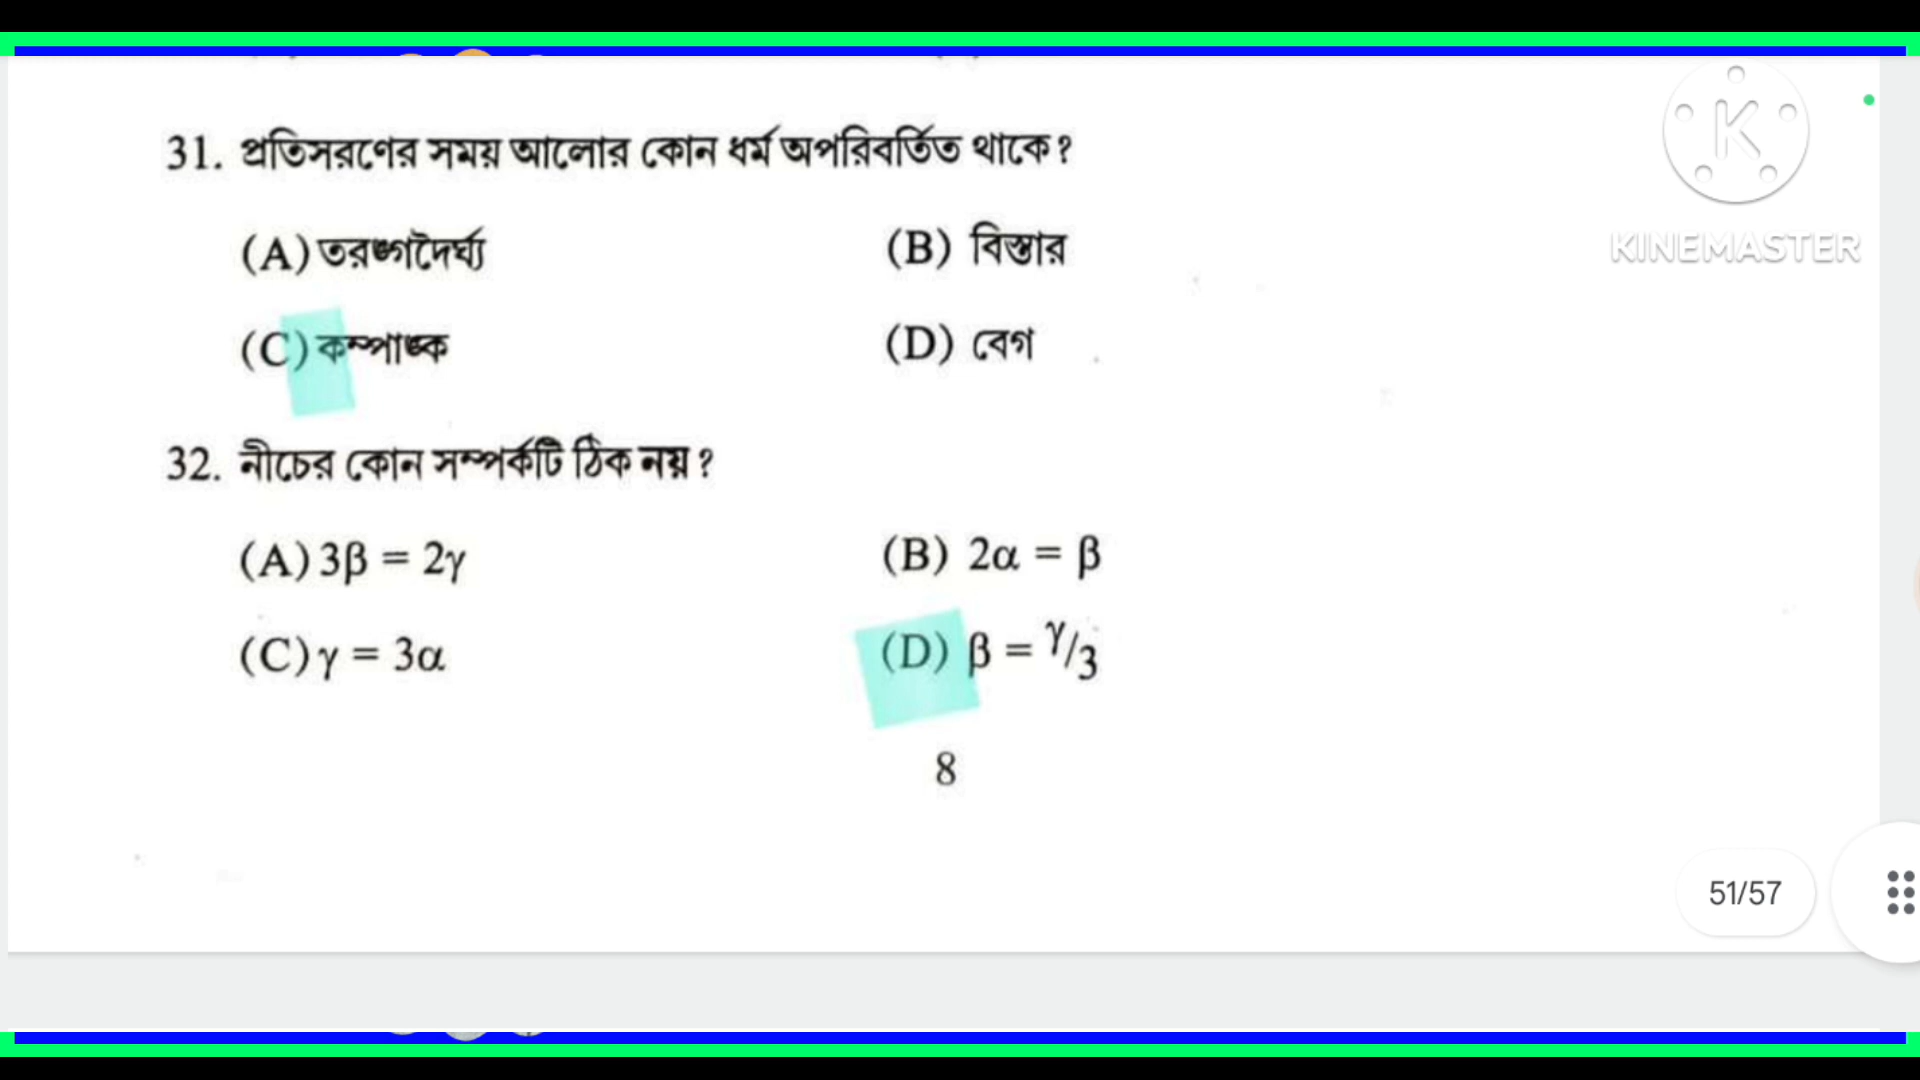 31. প্রতিসরণের সময় আলোর কোন ধর্ম অপরিবর্তিত থাকে ?
(A) তরঙ্গদৈর্ঘ্য (B) বিস্তার
(C) কম্পাঙ্ক (D) বেগ
32. নীচের কোন সম্পর্কটি ঠিক নয় ?
(A) 3β = 2γ (B) 2α = β
(C) γ = 3α (D) β = γ/3
8
KINEMASTER
51/57